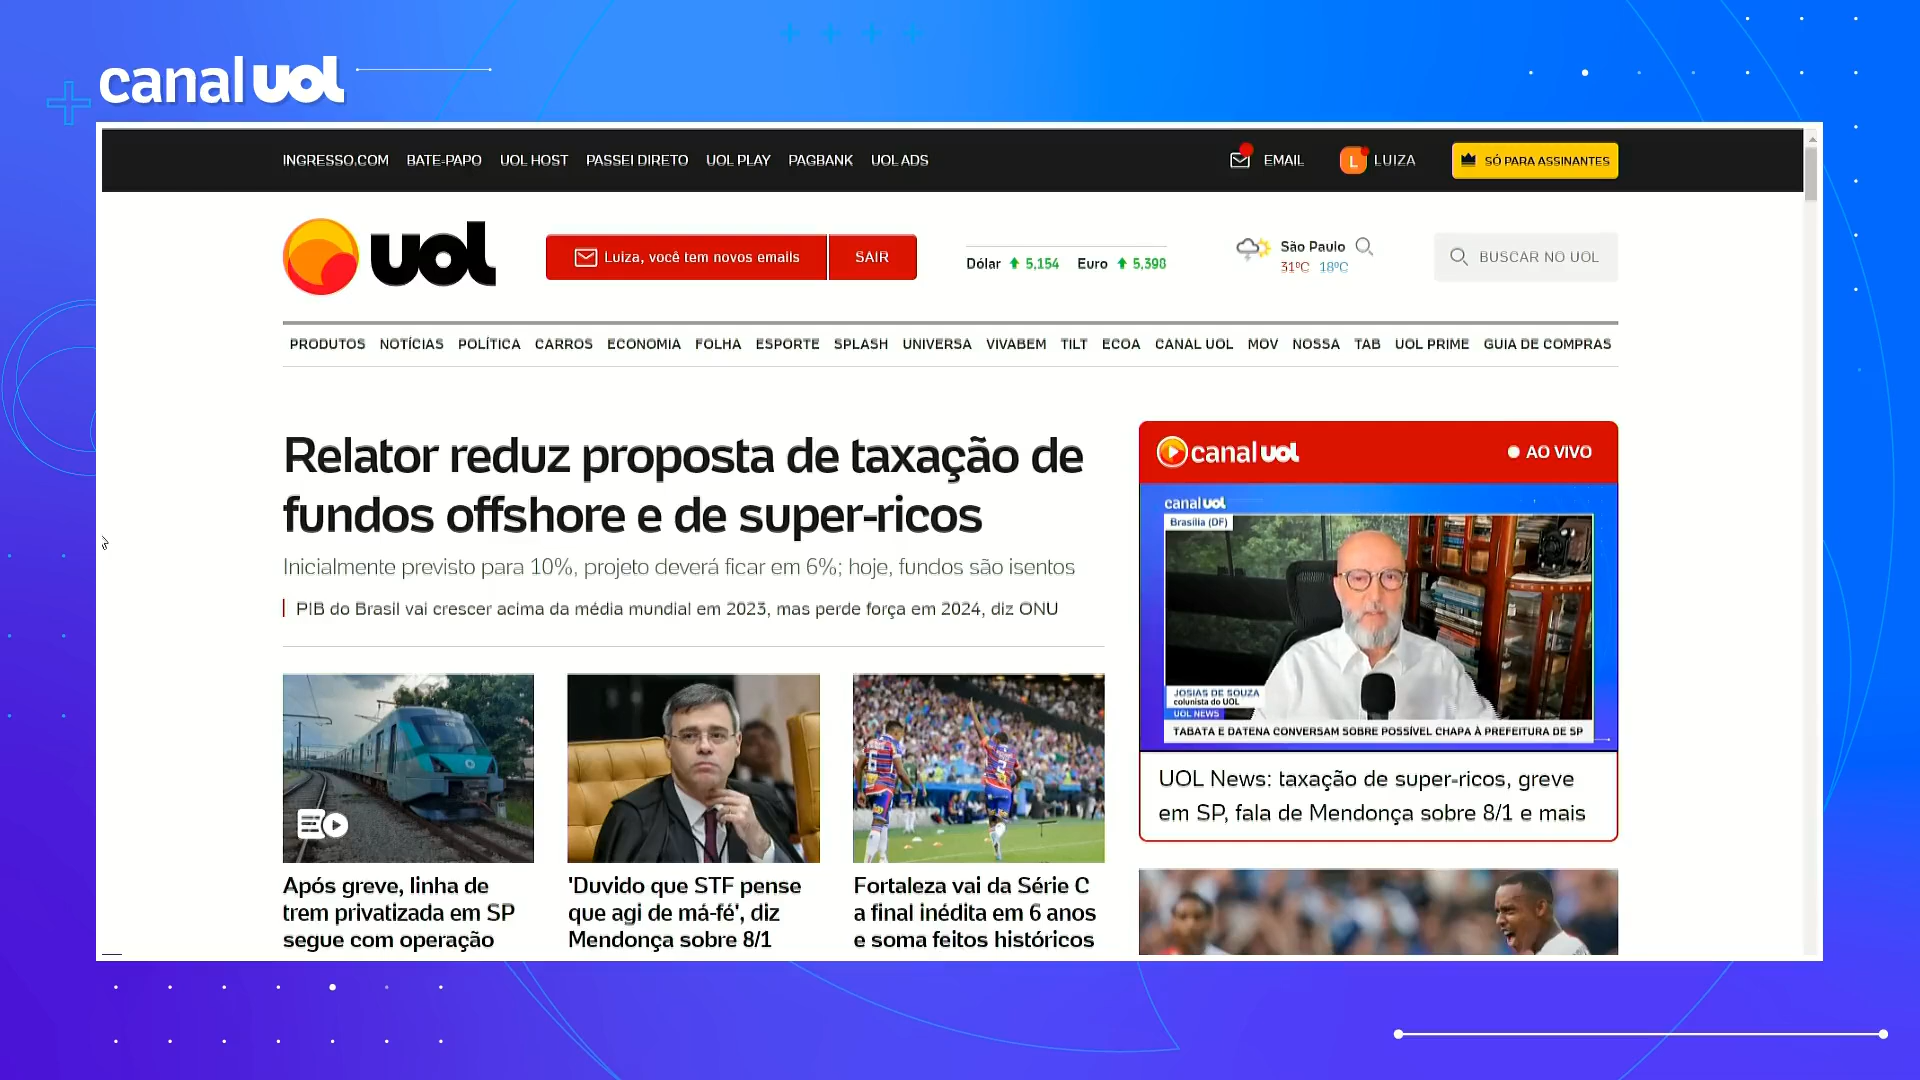 canal uol
INGRESSO.COM BATE-PAPO UOL HOST PASSEI DIRETO UOL PLAY PAGBANK UOL ADS
EMAIL L LUIZA SÓ PARA ASSINANTES
uol
Luiza, você tem novos emails SAIR
Dólar 5,154 Euro 5,398
São Paulo
31ºC 18ºC
BUSCAR NO UOL
PRODUTOS NOTÍCIAS POLÍTICA CARROS ECONOMIA FOLHA ESPORTE SPLASH UNIVERSA VIVABEM TILT ECOA CANAL UOL MOV NOSSA TAB UOL PRIME GUIA DE COMPRAS
Relator reduz proposta de taxação de
fundos offshore e de super-ricos
Inicialmente previsto para 10%, projeto deverá ficar em 6%; hoje, fundos são isentos
PIB do Brasil vai crescer acima da média mundial em 2023, mas perde força em 2024, diz ONU
Após greve, linha de
trem privatizada em SP
segue com operação
'Duvido que STF pense
que agi de má-fé', diz
Mendonça sobre 8/1
Fortaleza vai da Série C
a final inédita em 6 anos
e soma feitos históricos
canal uol AO VIVO
canal uol
Brasília (DF)
JOSIAS DE SOUZA
colunista do UOL
UOL NEWS
TABATA E DATENA CONVERSAM SOBRE POSSÍVEL CHAPA À PREFEITURA DE SP
UOL News: taxação de super-ricos, greve
em SP, fala de Mendonça sobre 8/1 e mais